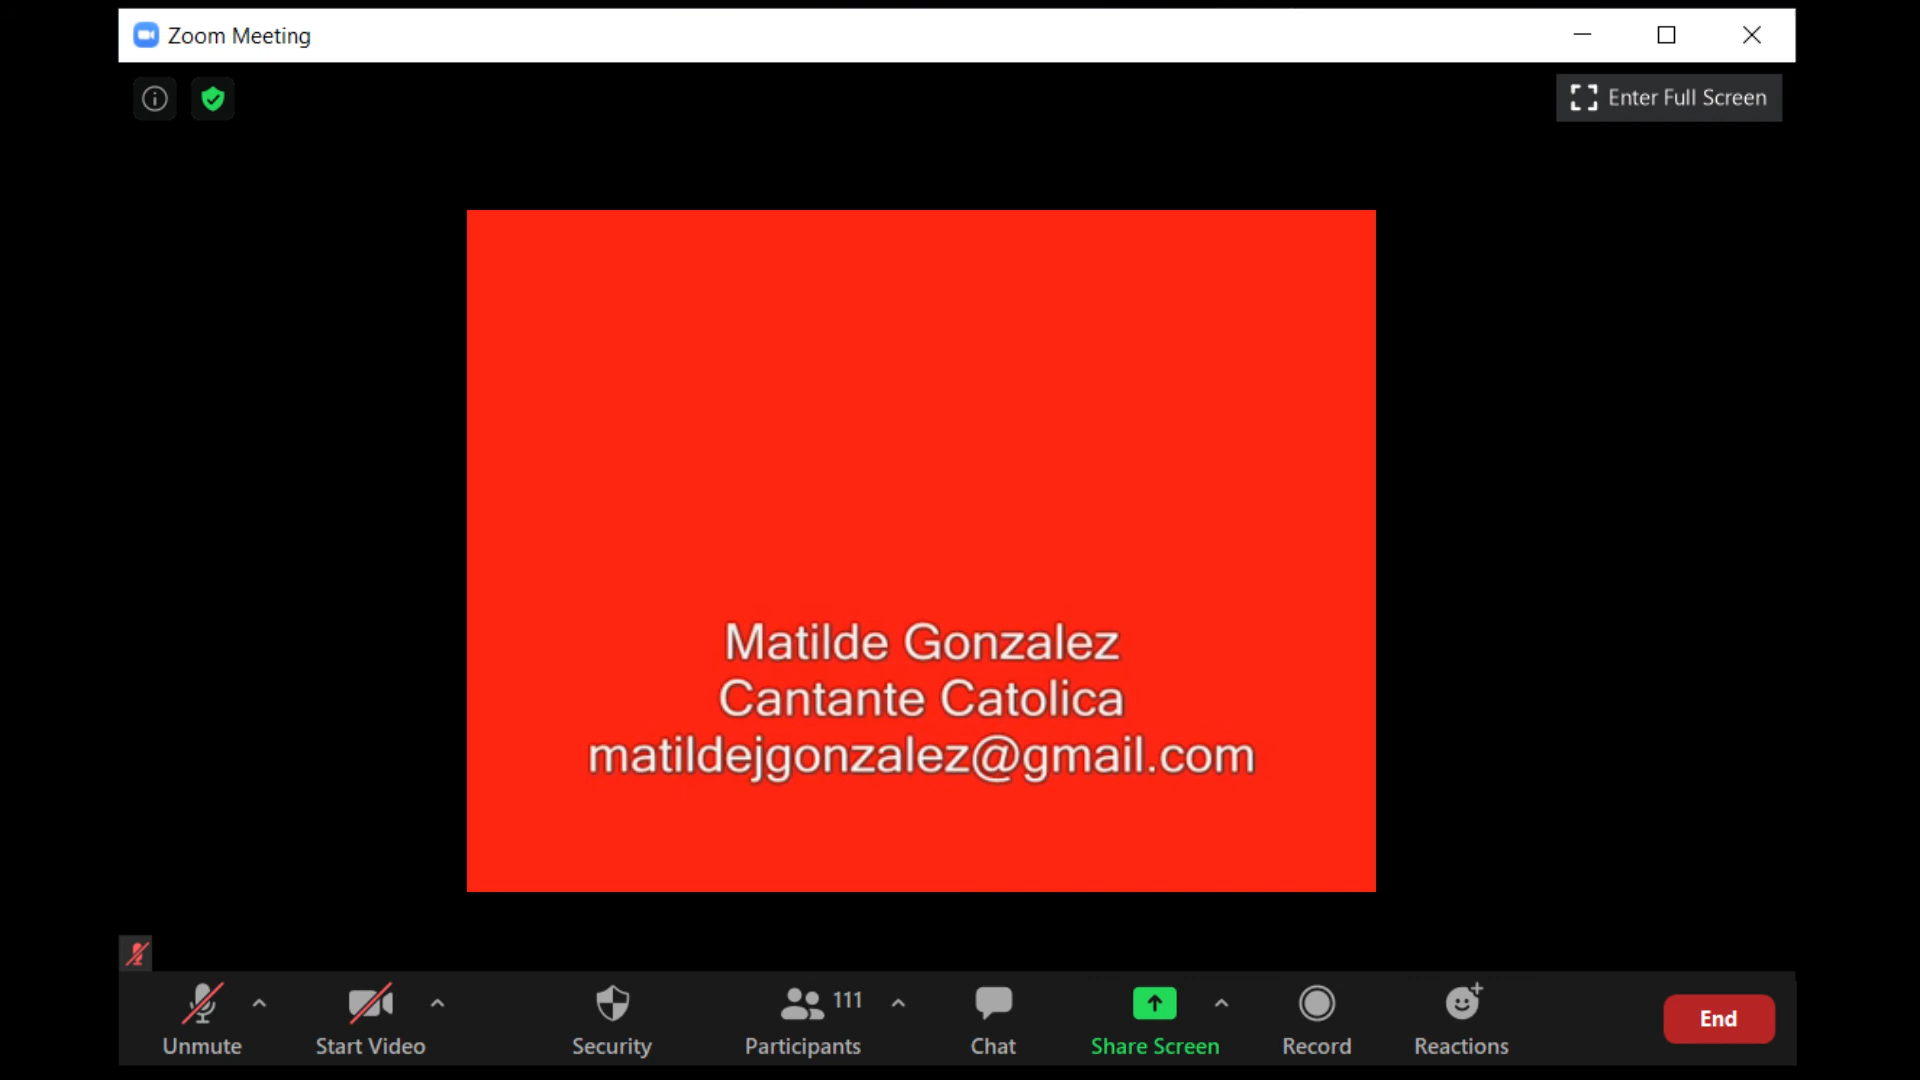 Zoom Meeting
Enter Full Screen
Matilde Gonzalez
Cantante Catolica
matildejgonzalez@gmail.com
111
Unmute
Start Video
Security
Participants
Chat
Share Screen
Record
Reactions
End